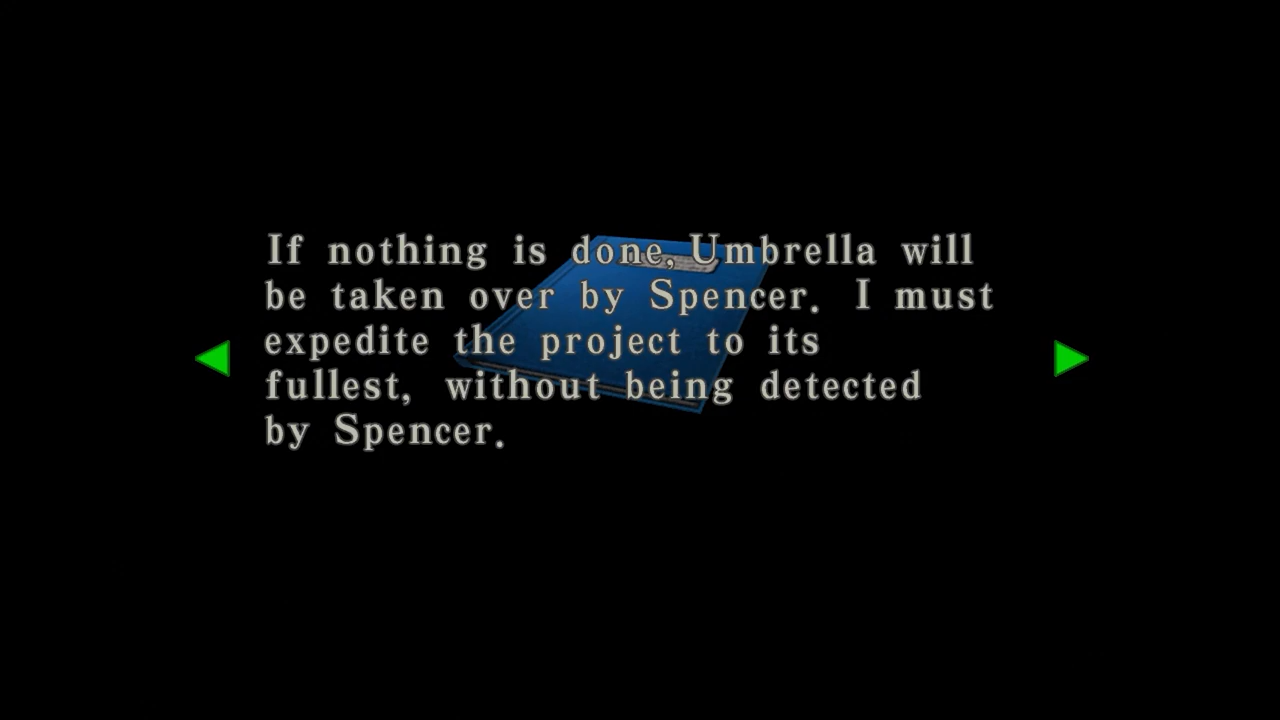 If nothing is done, Umbrella will
be taken over by Spencer. I must
expedite the project to its
fullest, without being detected
by Spencer.